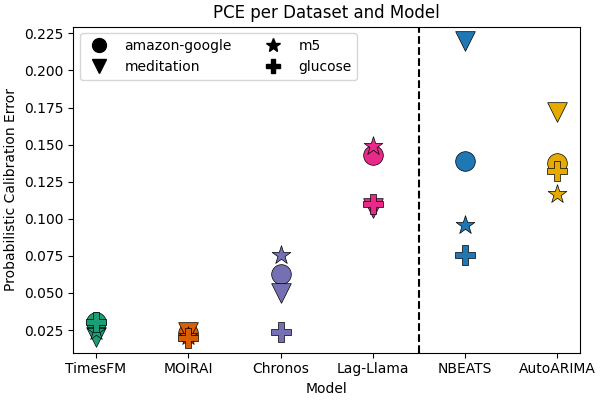 PCE per Dataset and Model
amazon-google
m5
meditation
glucose
Probabilistic Calibration Error
0.225
0.200
0.175
0.150
0.125
0.100
0.075
0.050
0.025
TimesFM
MOIRAI
Chronos
Lag-Llama
NBEATS
AutoARIMA
Model